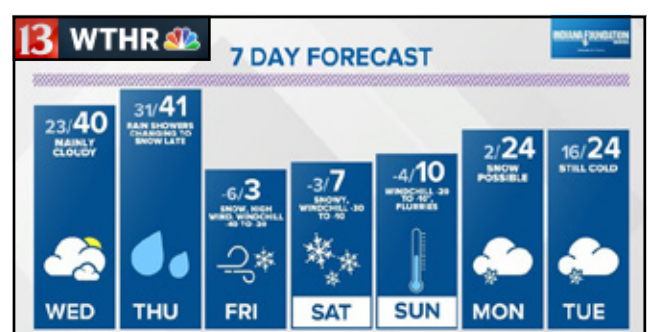 13 WTHR
7 DAY FORECAST
INDIANA FOUNDATION
23/40
MAINLY
CLOUDY
WED
31/41
RAIN SHOWERS
CHANGING TO
SNOW LATE
THU
-6/3
SNOW, HIGH
WIND, WINDCHILL
-40 TO -30
FRI
-3/7
SNOWY,
WINDCHILL -30
TO -10
SAT
-4/10
WINDCHILL -20
TO -10°,
FLURRIES
SUN
2/24
SNOW
POSSIBLE
MON
16/24
STILL COLD
TUE